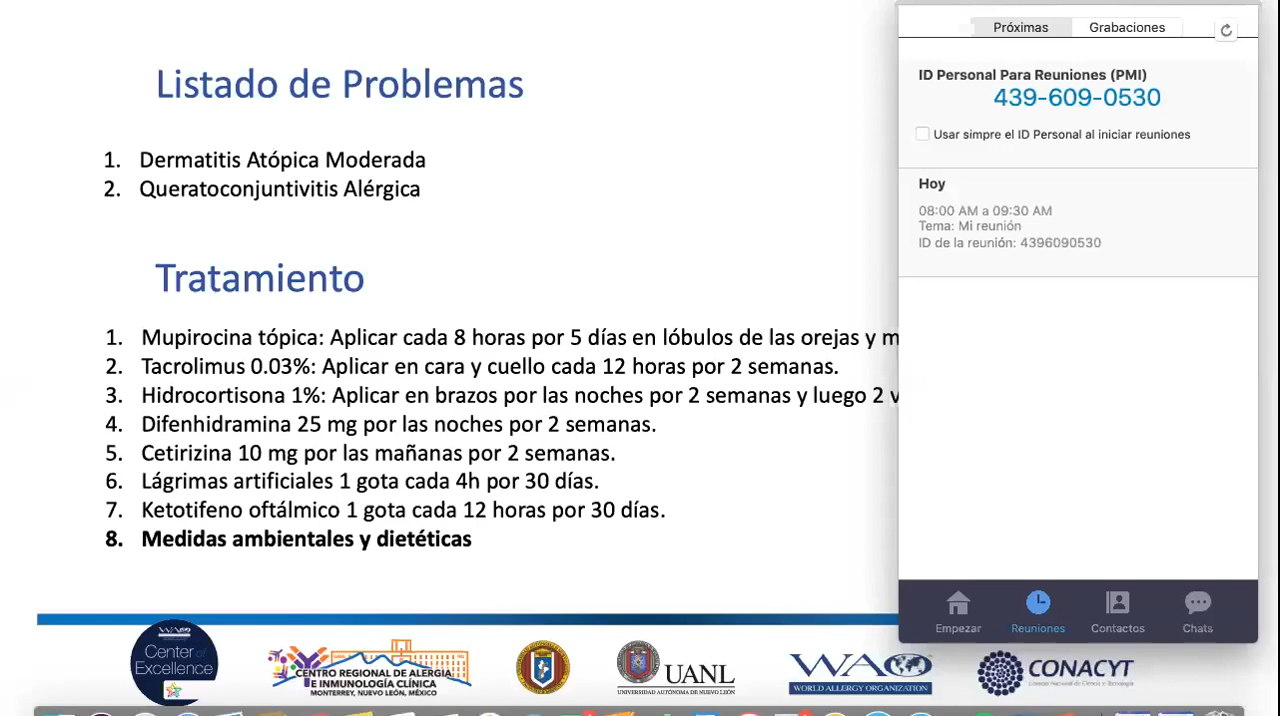 Listado de Problemas
1. Dermatitis Atópica Moderada
2. Queratoconjuntivitis Alérgica
Tratamiento
1. Mupirocina tópica: Aplicar cada 8 horas por 5 días en lóbulos de las orejas y m
2. Tacrolimus 0.03%: Aplicar en cara y cuello cada 12 horas por 2 semanas.
3. Hidrocortisona 1%: Aplicar en brazos por las noches por 2 semanas y luego 2 v
4. Difenhidramina 25 mg por las noches por 2 semanas.
5. Cetirizina 10 mg por las mañanas por 2 semanas.
6. Lágrimas artificiales 1 gota cada 4h por 30 días.
7. Ketotifeno oftálmico 1 gota cada 12 horas por 30 días.
8. Medidas ambientales y dietéticas
Próximas
Grabaciones
ID Personal Para Reuniones (PMI)
439-609-0530
Usar simpre el ID Personal al iniciar reuniones
Hoy
08:00 AM a 09:30 AM
Tema: Mi reunión
ID de la reunión: 4396090530
Empezar
Reuniones
Contactos
Chats
WAO
Center of
Excellence
CENTRO REGIONAL DE ALERGIA
E INMUNOLOGÍA CLÍNICA
MONTERREY, NUEVO LEÓN, MÉXICO
UANL
UNIVERSIDAD AUTÓNOMA DE NUEVO LEÓN
WAO
WORLD ALLERGY ORGANIZATION
CONACYT
Consejo Nacional de Ciencia y Tecnología